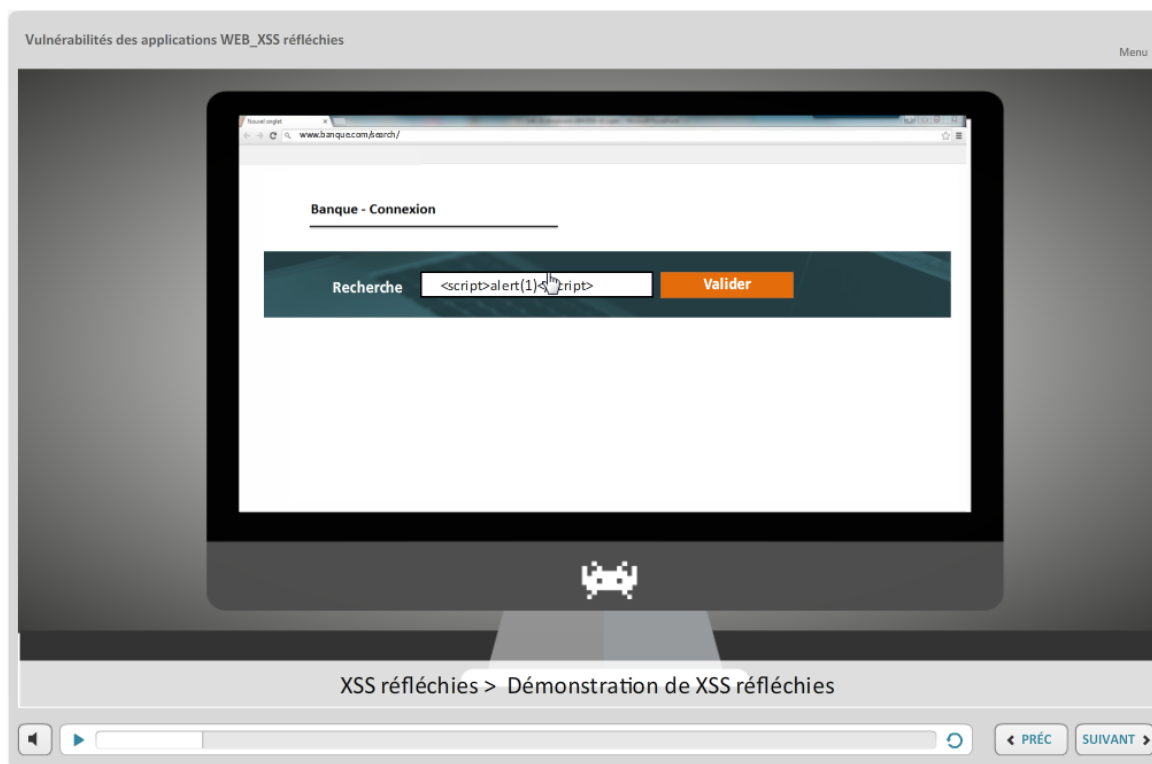 Vulnérabilités des applications WEB_XSS réfléchies
Menu
Nouvel onglet
www.banque.com/search/
Banque - Connexion
Recherche
<script>alert(1)<script>
Valider
XSS réfléchies > Démonstration de XSS réfléchies
PRÉC
SUIVANT